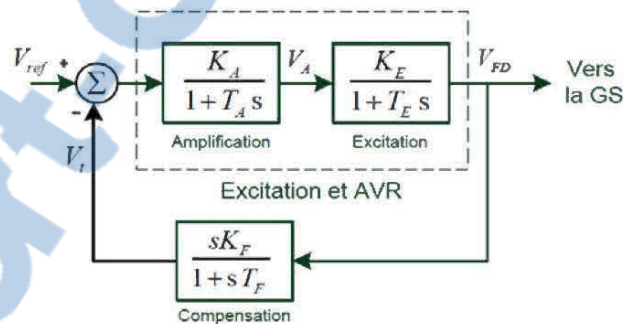 V_ref
+
Σ
-
V_t
K_A
1 + T_A s
Amplification
V_A
K_E
1 + T_E s
Excitation
V_FD
Vers
la GS
Excitation et AVR
sK_F
1 + s T_F
Compensation